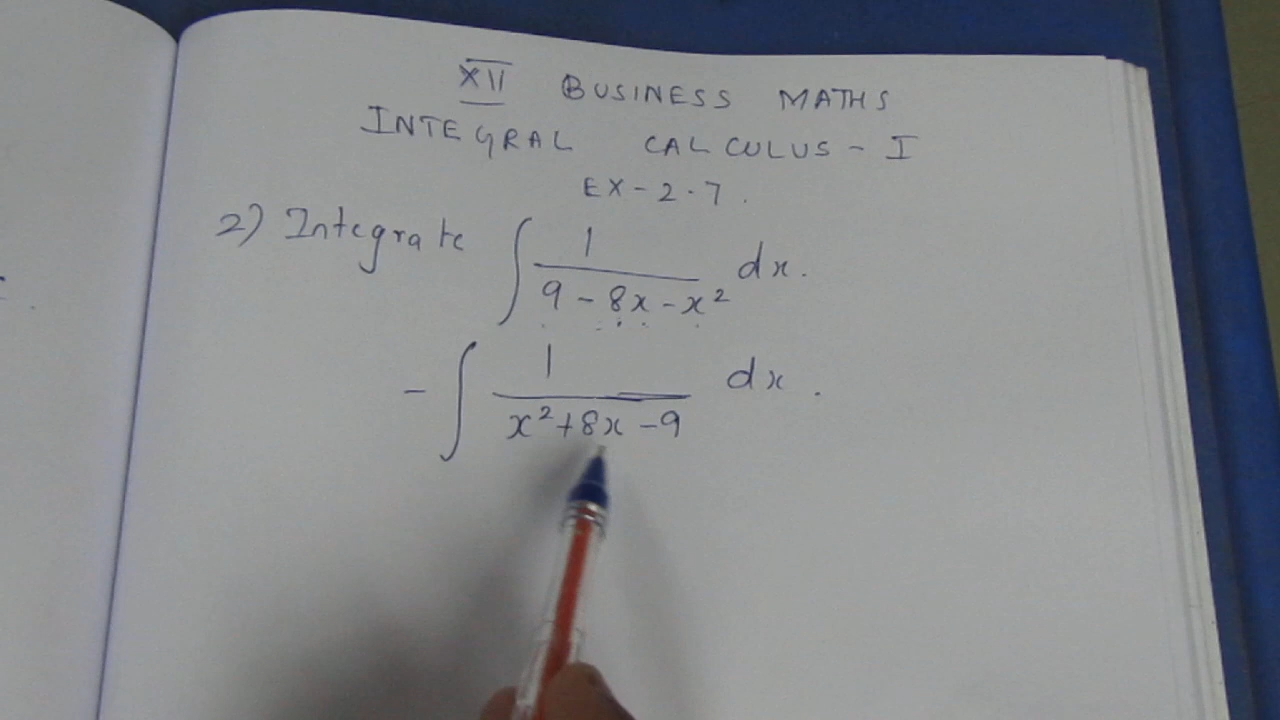 XII BUSINESS MATHS
INTEGRAL CALCULUS - I
EX - 2.7.
2) Integrate ∫ 1/(9 - 8x - x²) dx.
- ∫ 1/(x² + 8x - 9) dx.